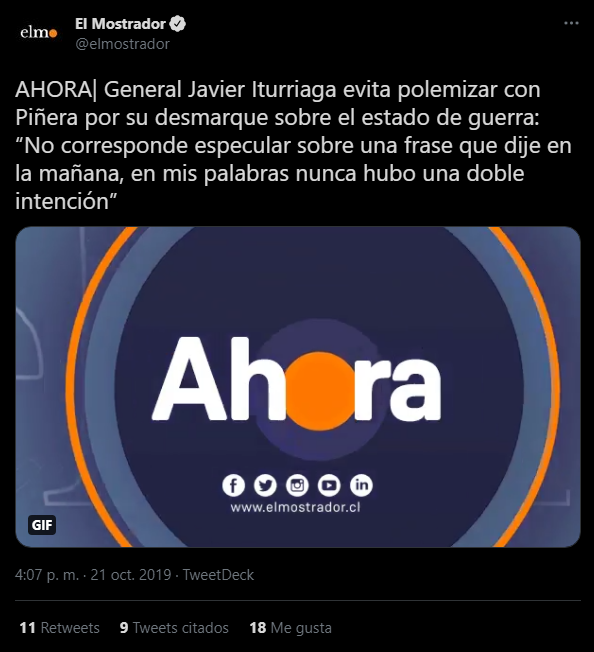 elmo
El Mostrador
@elmostrador
AHORA| General Javier Iturriaga evita polemizar con
Piñera por su desmarque sobre el estado de guerra:
“No corresponde especular sobre una frase que dije en
la mañana, en mis palabras nunca hubo una doble
intención”
Ahora
www.elmostrador.cl
GIF
4:07 p. m. · 21 oct. 2019 · TweetDeck
11 Retweets 9 Tweets citados 18 Me gusta